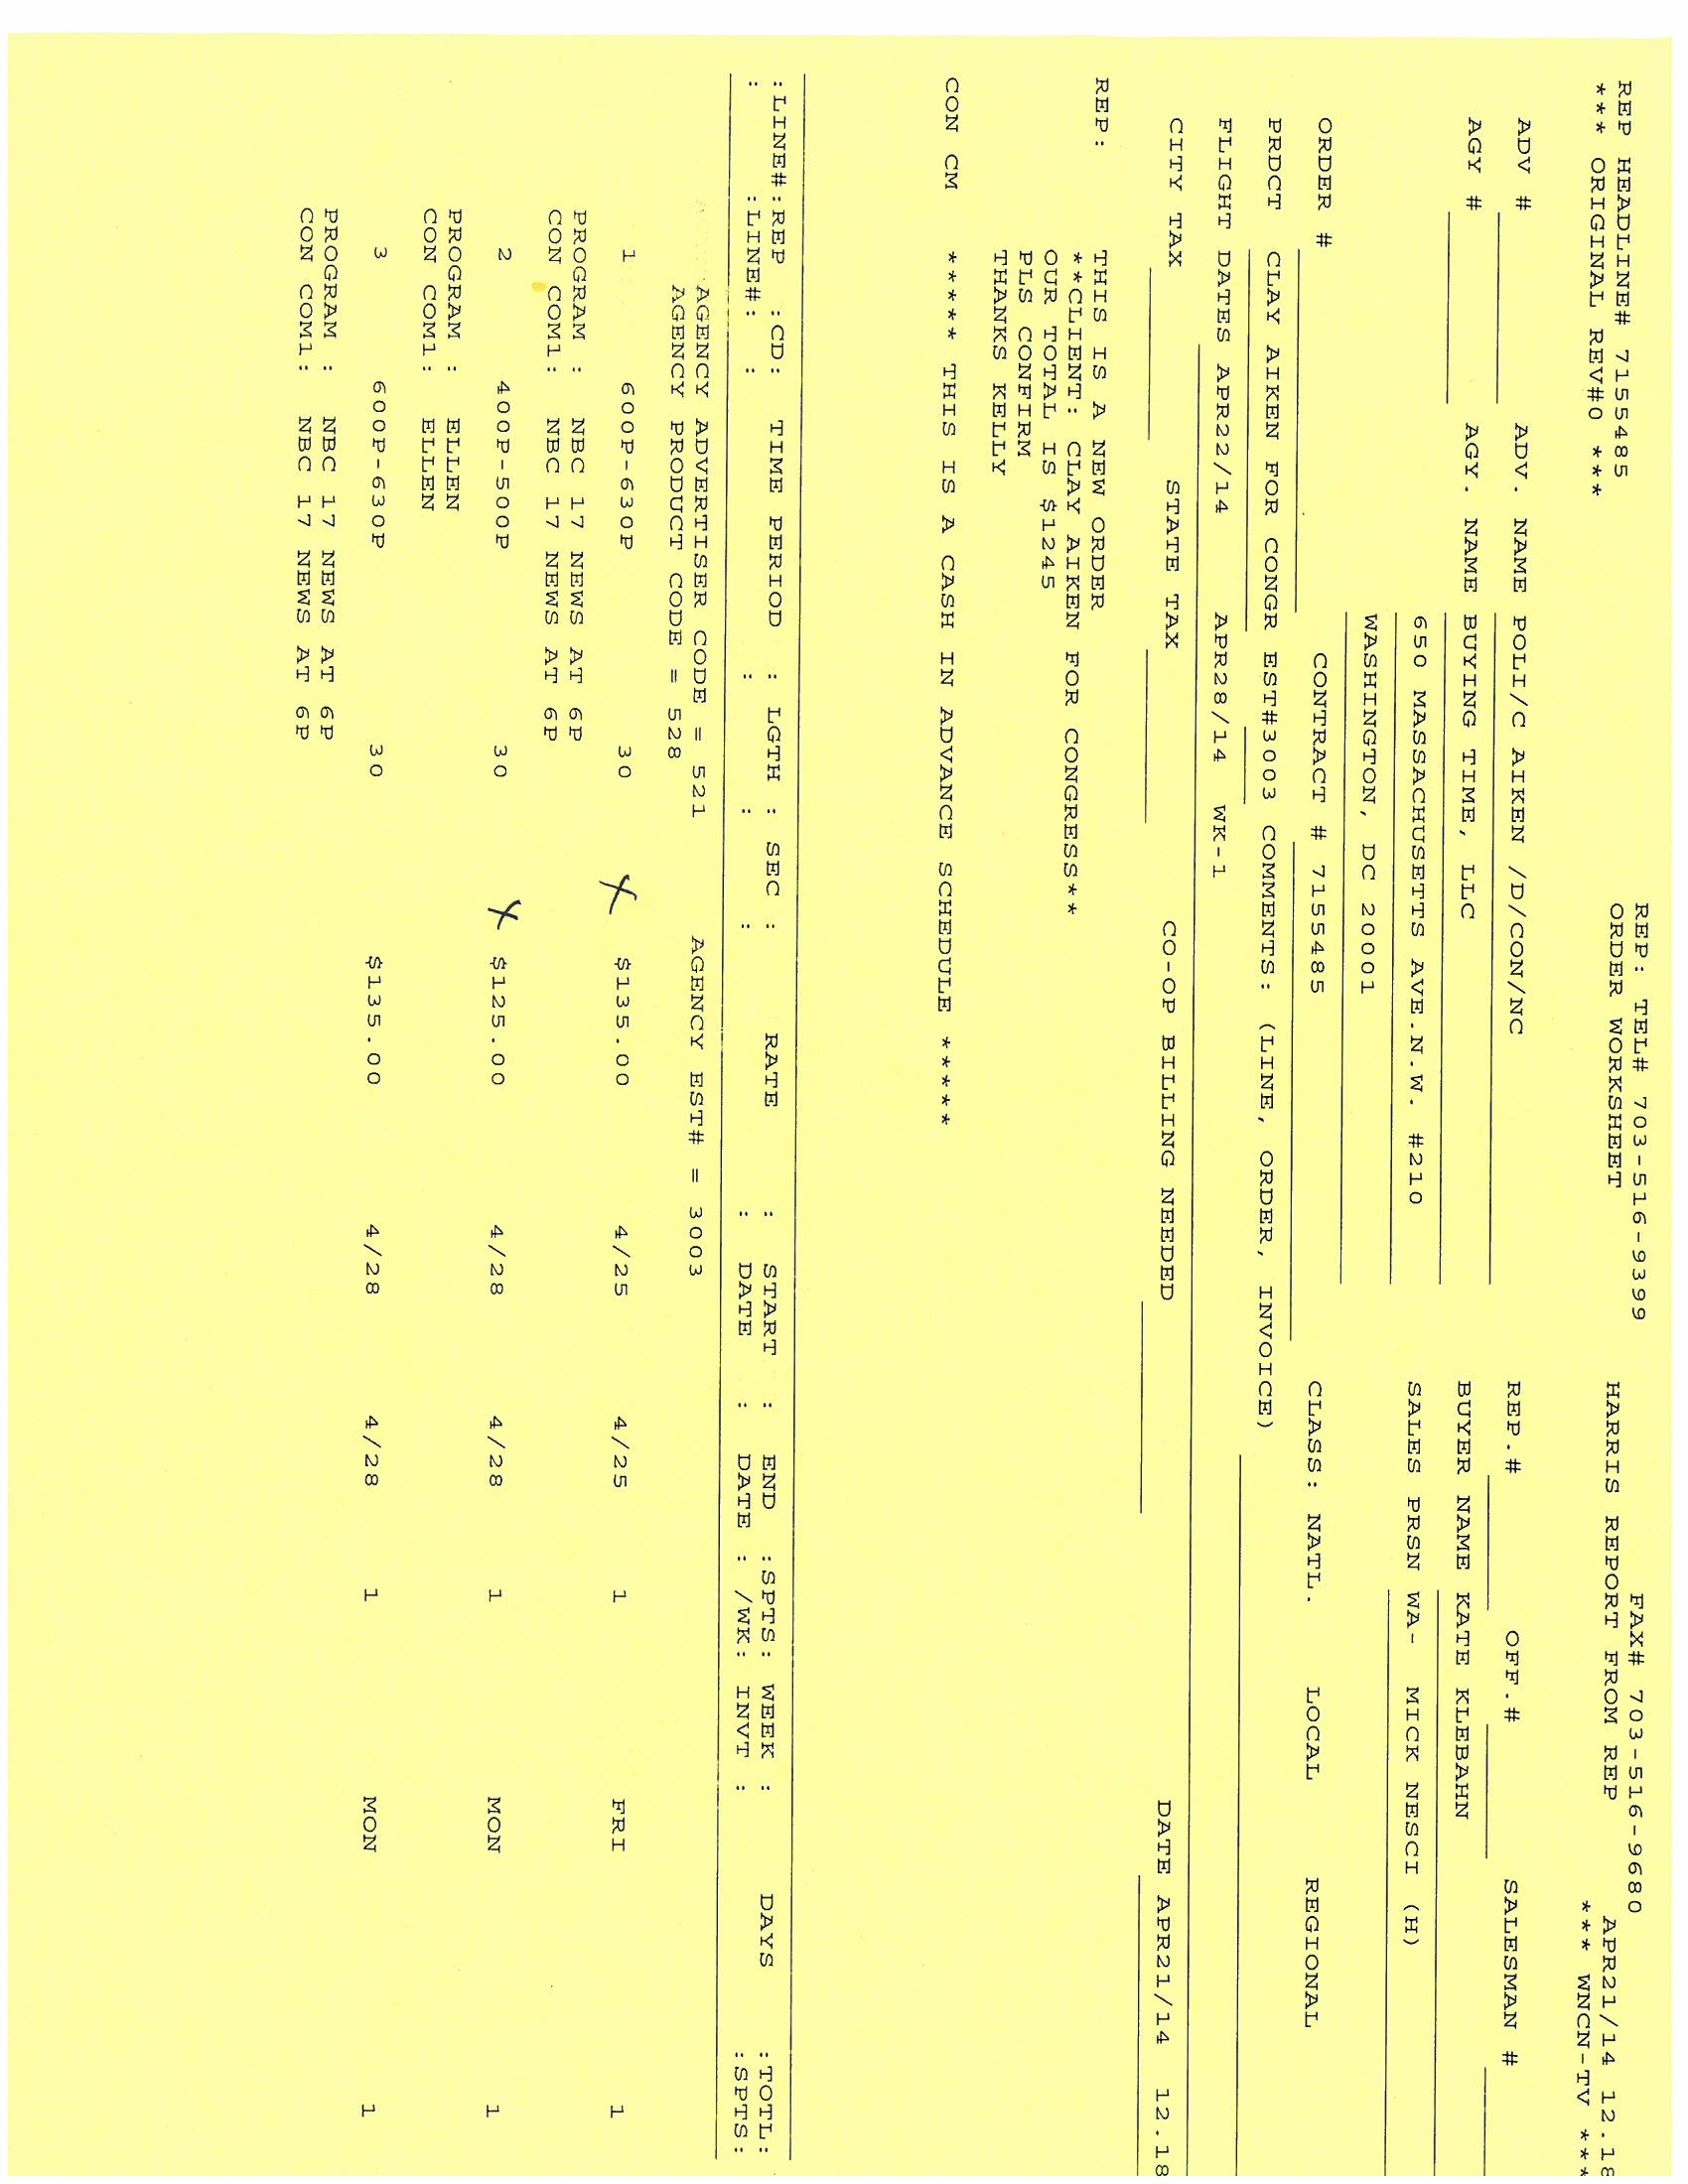 REP: TEL# 703-516-9399 FAX# 703-516-9680
REP HEADLINE# 7155485 ORDER WORKSHEET HARRIS REPORT FROM REP APR21/14 12.18
*** ORIGINAL REV#0 *** *** WNCN-TV ***
ADV # ADV. NAME POLI/C AIKEN /D/CON/NC REP.# OFF.# SALESMAN #
AGY # AGY. NAME BUYING TIME, LLC BUYER NAME KATE KLEBAHN
650 MASSACHUSETTS AVE.N.W. #210 SALES PRSN WA- MICK NESCI (H)
WASHINGTON, DC 20001
ORDER # CONTRACT # 7155485 CLASS: NATL. LOCAL REGIONAL
PRDCT CLAY AIKEN FOR CONGR EST#3003 COMMENTS: (LINE, ORDER, INVOICE)
FLIGHT DATES APR22/14 APR28/14 WK-1
CITY TAX STATE TAX CO-OP BILLING NEEDED DATE APR21/14 12.18
REP: THIS IS A NEW ORDER
**CLIENT: CLAY AIKEN FOR CONGRESS**
OUR TOTAL IS $1245
PLS CONFIRM
THANKS KELLY
CON CM ***** THIS IS A CASH IN ADVANCE SCHEDULE *****
:LINE#:REP :CD: TIME PERIOD : LGTH : SEC : RATE : START : END :SPTS: WEEK : DAYS :TOTL:
: :LINE#: : : : : : DATE : DATE : /WK: INVT : :SPTS:
AGENCY ADVERTISER CODE = 521 AGENCY EST# = 3003
AGENCY PRODUCT CODE = 528
1 600P-630P 30 X $135.00 4/25 4/25 1 FRI 1
PROGRAM : NBC 17 NEWS AT 6P
CON COM1: NBC 17 NEWS AT 6P
2 400P-500P 30 X $125.00 4/28 4/28 1 MON 1
PROGRAM : ELLEN
CON COM1: ELLEN
3 600P-630P 30 $135.00 4/28 4/28 1 MON 1
PROGRAM : NBC 17 NEWS AT 6P
CON COM1: NBC 17 NEWS AT 6P